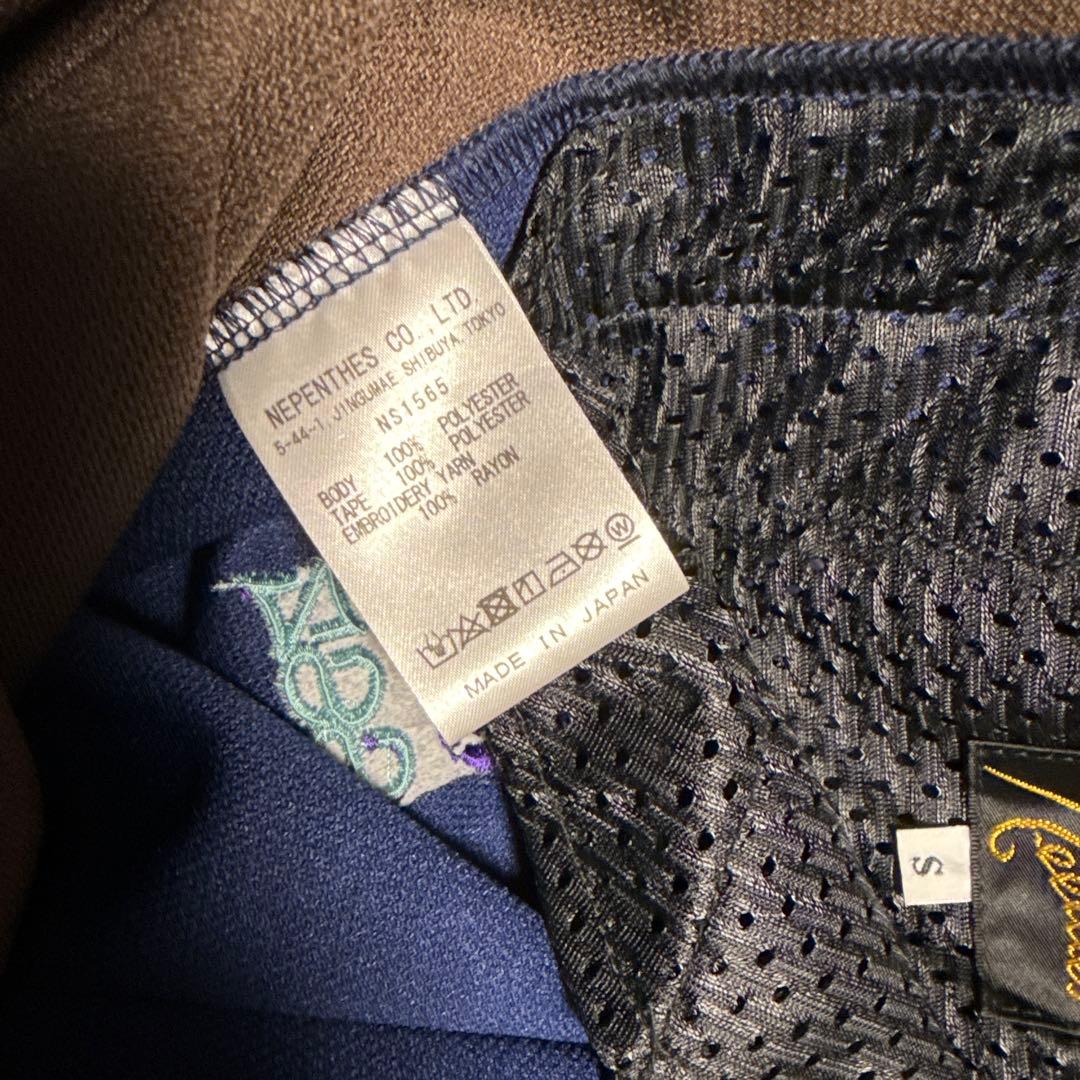 NEPENTHES CO.,LTD.
5-44-1, JINGUMAE SHIBUYA, TOKYO
NS1565
BODY 100% POLYESTER
TAPE 100% POLYESTER
EMBROIDERY YARN
100% RAYON
W
MADE IN JAPAN
S